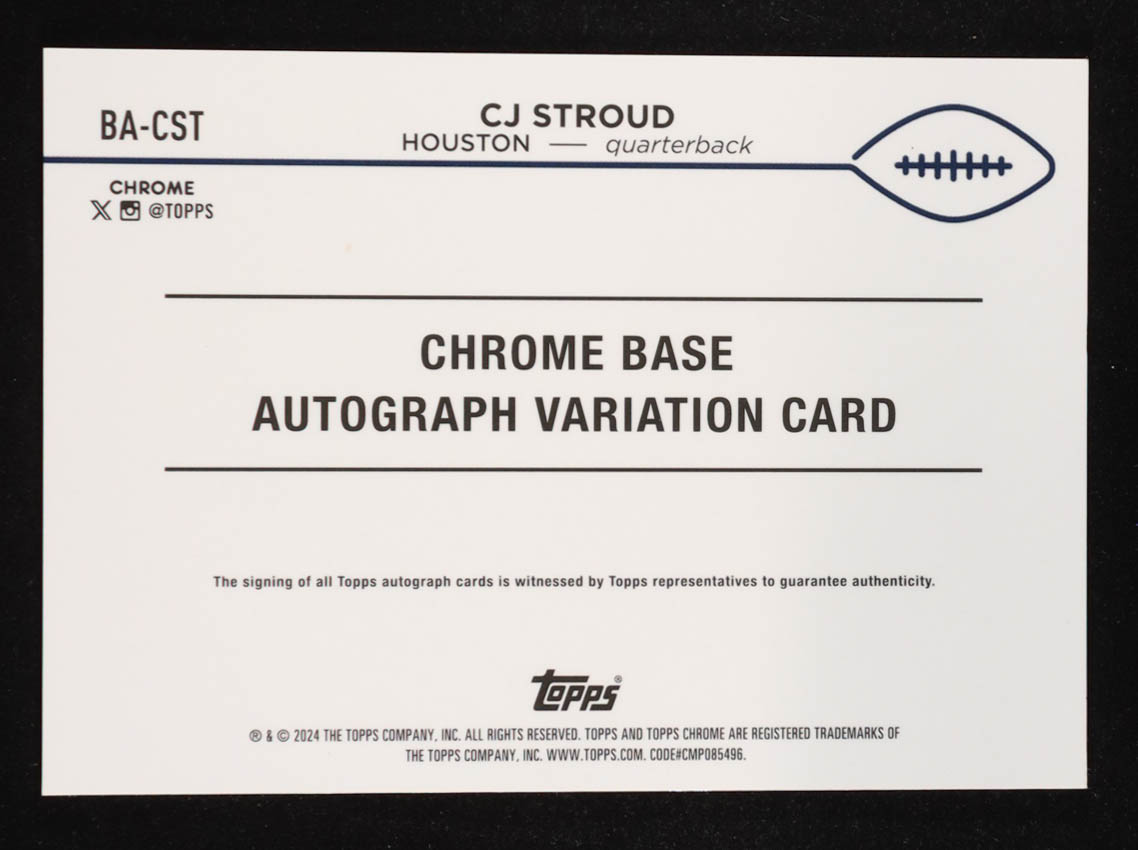 BA-CST
CJ STROUD
HOUSTON — quarterback
CHROME
X @TOPPS
CHROME BASE
AUTOGRAPH VARIATION CARD
The signing of all Topps autograph cards is witnessed by Topps representatives to guarantee authenticity.
Topps®
® & © 2024 THE TOPPS COMPANY, INC. ALL RIGHTS RESERVED. TOPPS AND TOPPS CHROME ARE REGISTERED TRADEMARKS OF
THE TOPPS COMPANY, INC. WWW.TOPPS.COM. CODE#CMP085496.